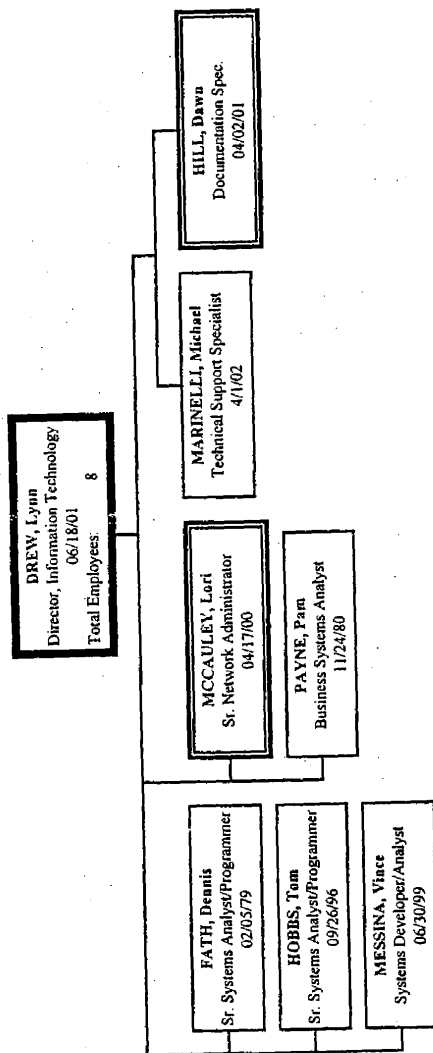 DREW, Lynn
Director, Information Technology
06/18/01
Total Employees: 8
FATH, Dennis
Sr. Systems Analyst/Programmer
02/05/79
HOBBS, Tom
Sr. Systems Analyst/Programmer
09/26/96
MESSINA, Vince
Systems Developer/Analyst
06/30/99
MCCAULEY, Lori
Sr. Network Administrator
04/17/00
PAYNE, Pam
Business Systems Analyst
11/24/80
MARINELLI, Michael
Technical Support Specialist
4/1/02
HILL, Dawn
Documentation Spec.
04/02/01